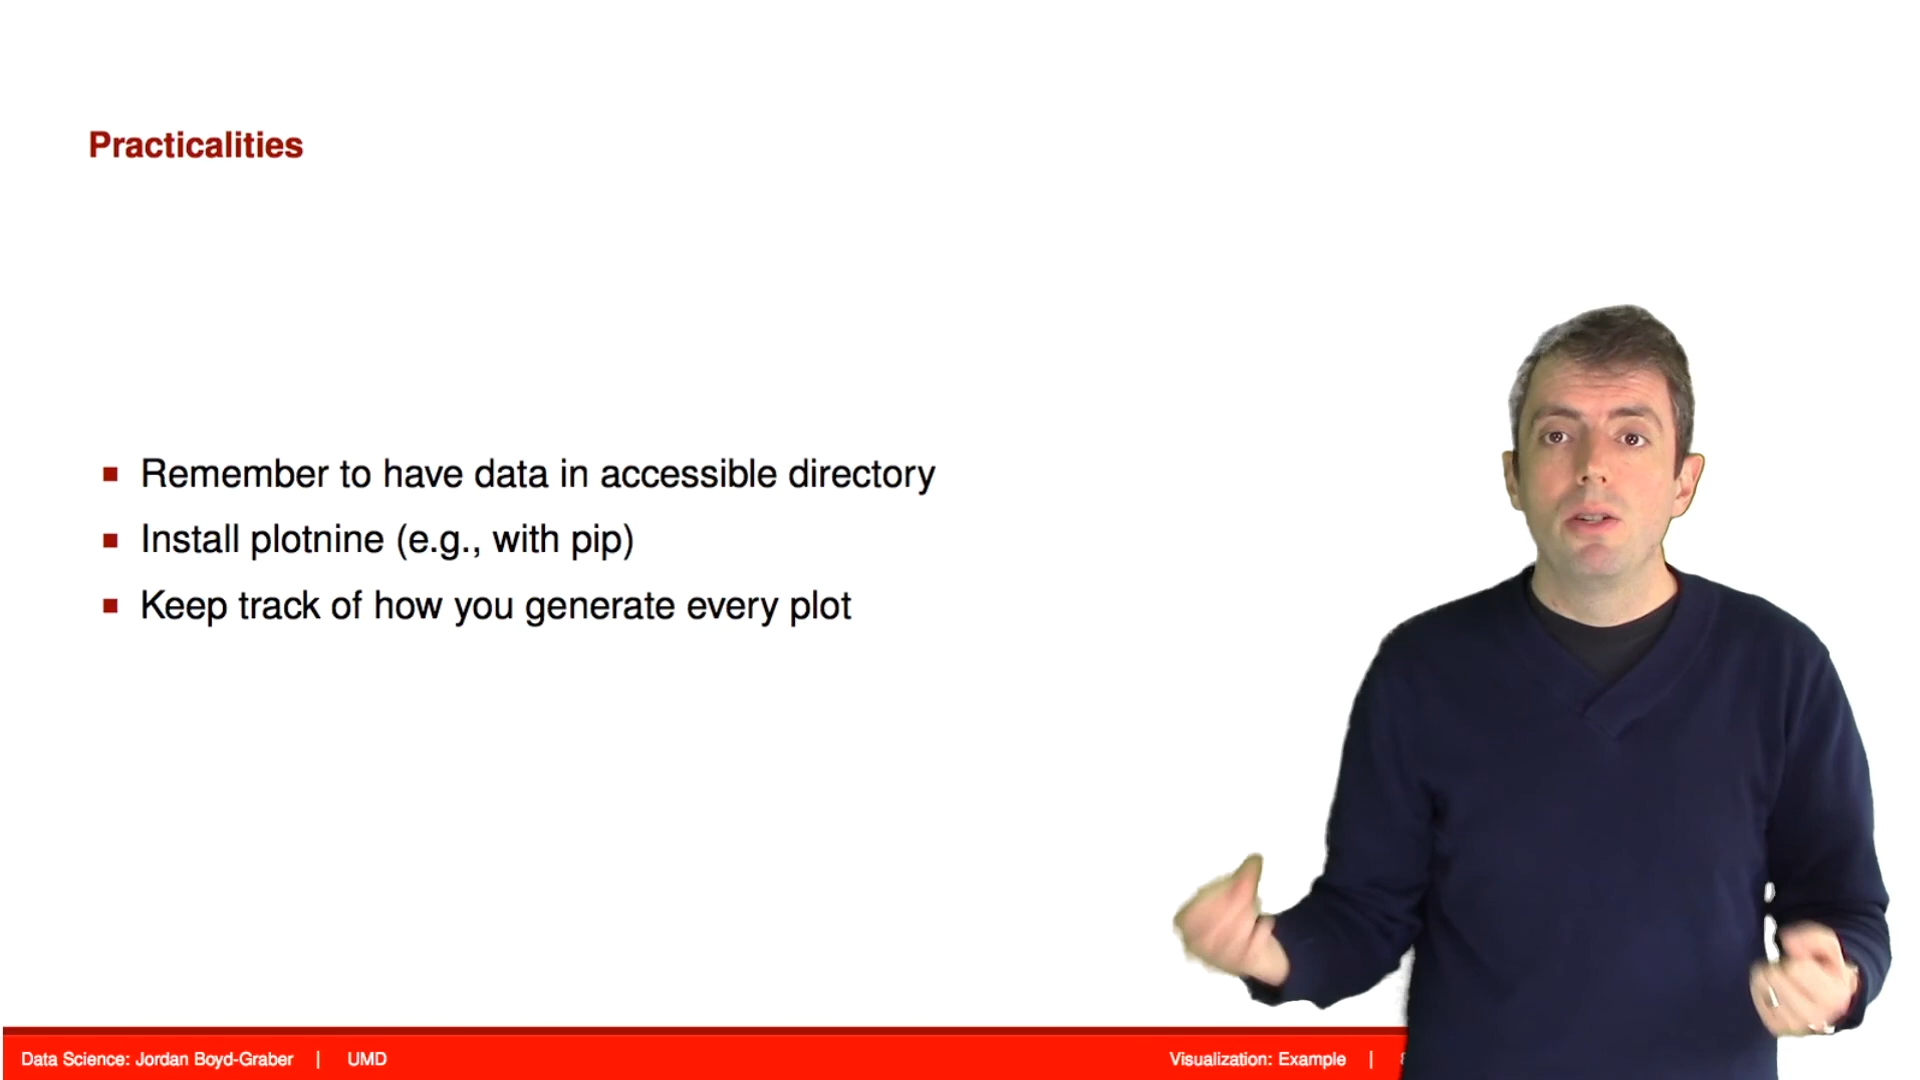 Practicalities
Remember to have data in accessible directory
Install plotnine (e.g., with pip)
Keep track of how you generate every plot
Data Science: Jordan Boyd-Graber | UMD
Visualization: Example |